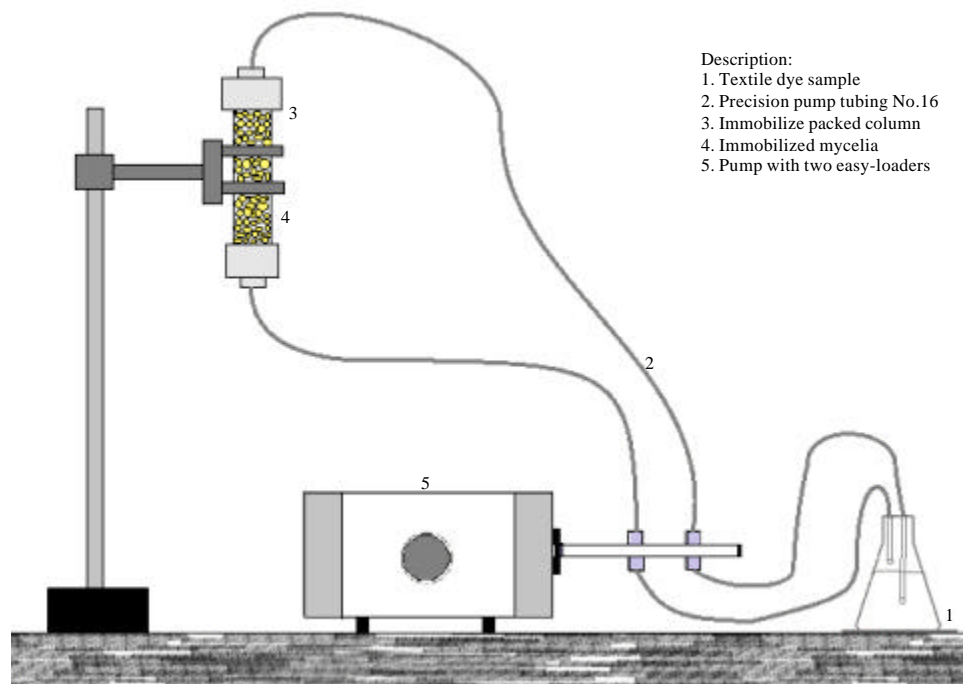 Description:
1. Textile dye sample
2. Precision pump tubing No.16
3. Immobilize packed column
4. Immobilized mycelia
5. Pump with two easy-loaders
3
4
2
5
1